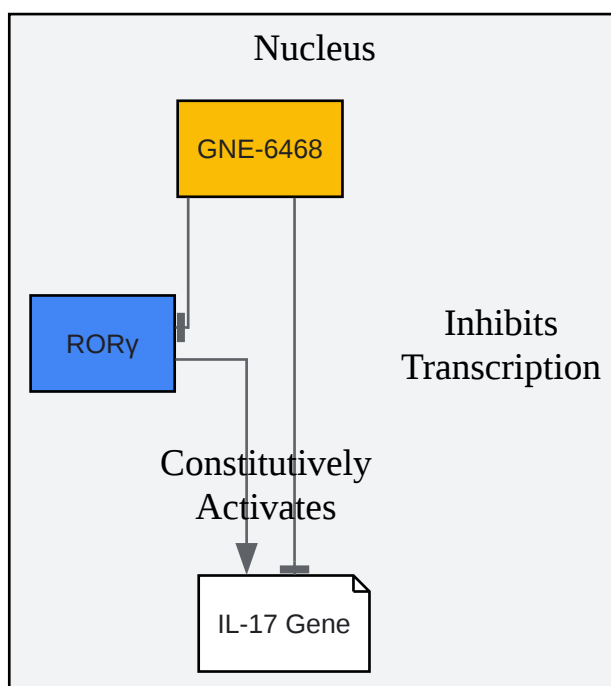 Nucleus
GNE-6468
RORγ
Inhibits
Transcription
Constitutively
Activates
IL-17 Gene